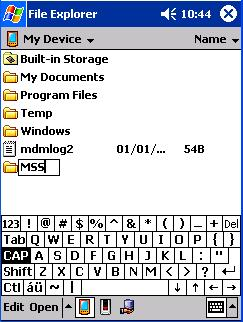 File Explorer 10:44
My Device Name
Built-in Storage
My Documents
Program Files
Temp
Windows
mdmlog2 01/01/... 54B
MSS
123 ! @ # $ % ^ & * ( ) _ + Del
Tab Q W E R T Y U I O P { }
CAP A S D F G H J K L : "
Shift Z X C V B N M < > ?
Ctl áü ~ |
Edit Open